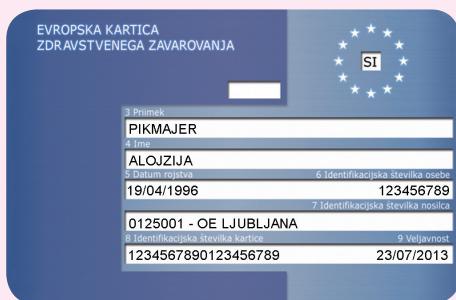 EVROPSKA KARTICA
ZDRAVSTVENEGA ZAVAROVANJA
SI
3 Priimek
PIKMAJER
4 Ime
ALOJZIJA
5 Datum rojstva 6 Identifikacijska številka osebe
19/04/1996 123456789
7 Identifikacijska številka nosilca
0125001 - OE LJUBLJANA
8 Identifikacijska številka kartice 9 Veljavnost
1234567890123456789 23/07/2013